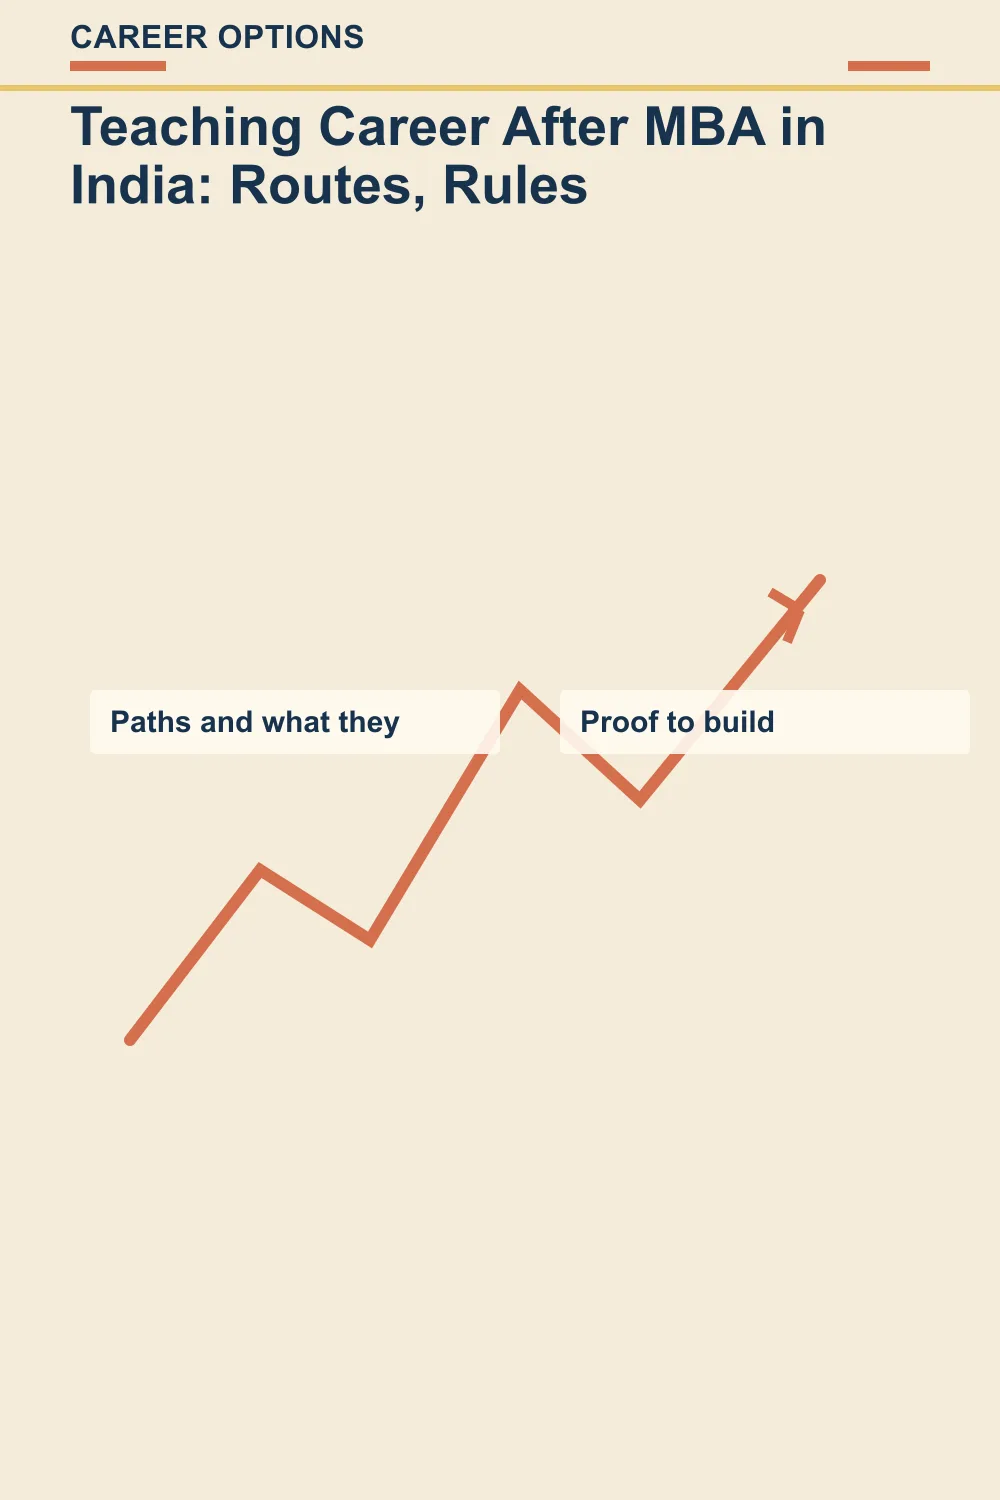 CAREER OPTIONS
Teaching Career After MBA in
India: Routes, Rules
Paths and what they
Proof to build